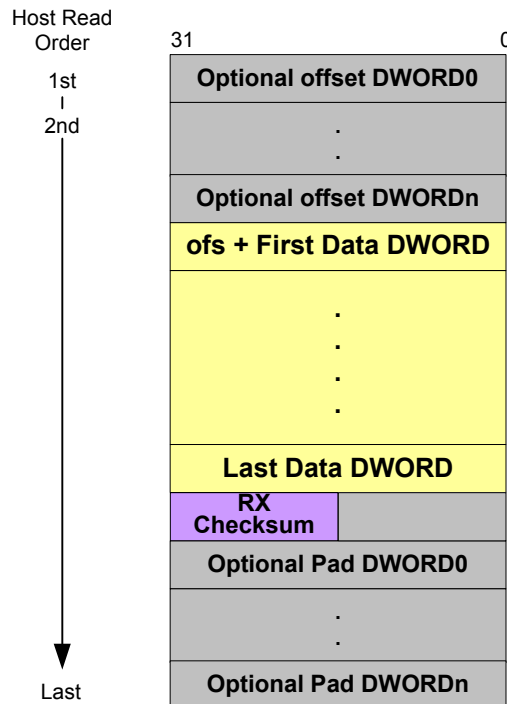 Host Read
Order
31
0
1st
2nd
Optional offset DWORD0
.
.
Optional offset DWORDn
ofs + First Data DWORD
.
.
.
.
Last Data DWORD
RX
Checksum
Optional Pad DWORD0
.
.
Optional Pad DWORDn
Last